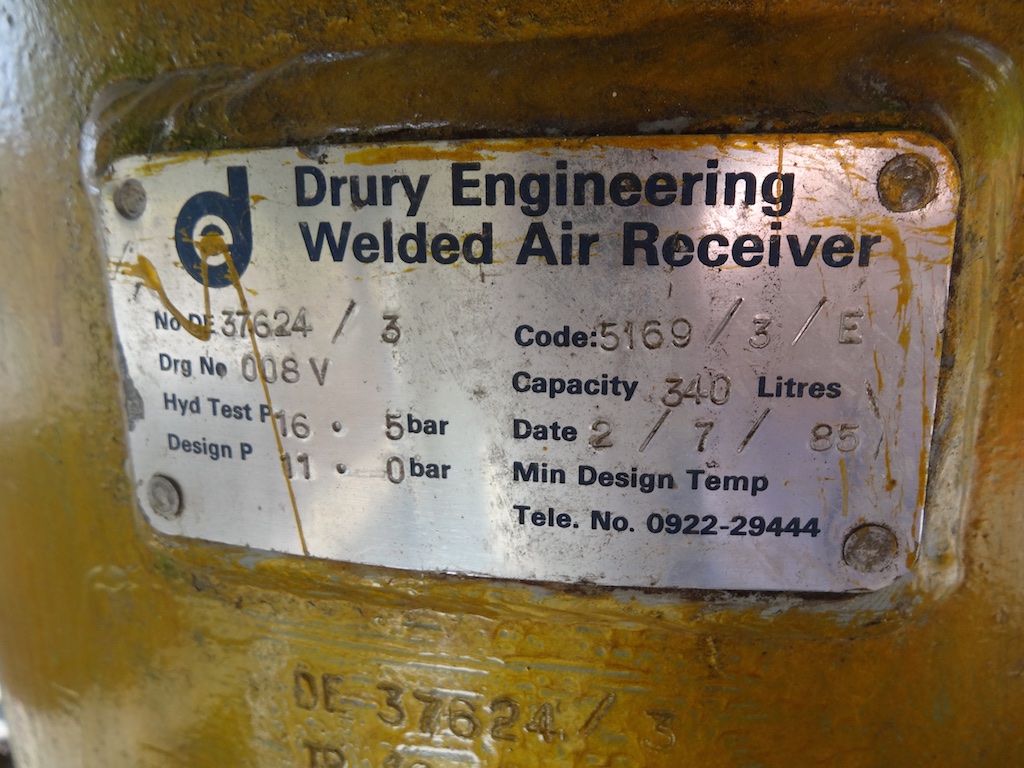 d
Drury Engineering
Welded Air Receiver
No DE 37624 / 3
Drg No 008 V
Hyd Test P 16 . 5 bar
Design P 11 . 0 bar
Code: 5169 / 3 / E
Capacity 340 Litres
Date 2 / 7 / 85
Min Design Temp
Tele. No. 0922-29444
DE 37624 / 3